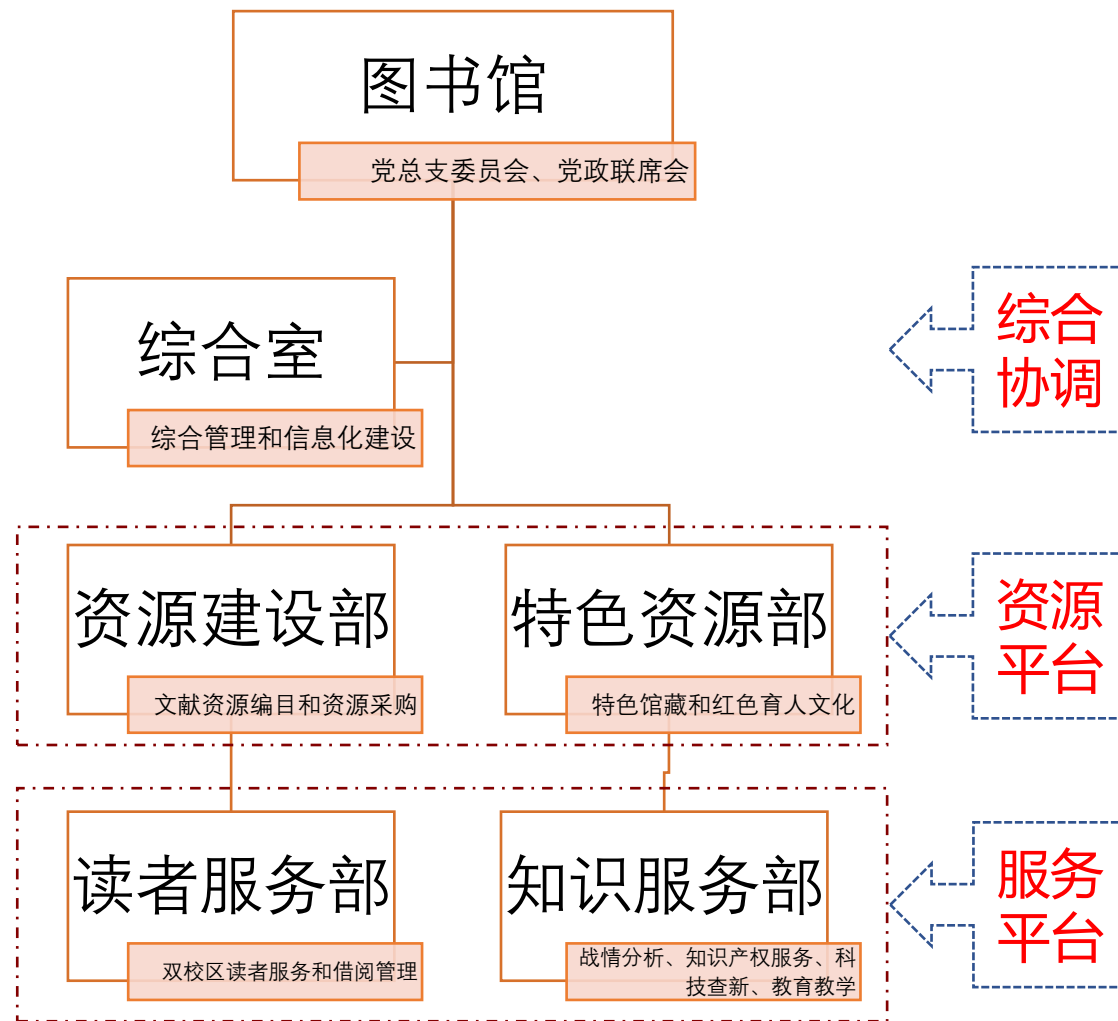 图书馆
党总支委员会、党政联席会
综合室
综合管理和信息化建设
综合
协调
资源建设部
文献资源编目和资源采购
特色资源部
特色馆藏和红色育人文化
资源
平台
读者服务部
双校区读者服务和借阅管理
知识服务部
战情分析、知识产权服务、科
技查新、教育教学
服务
平台